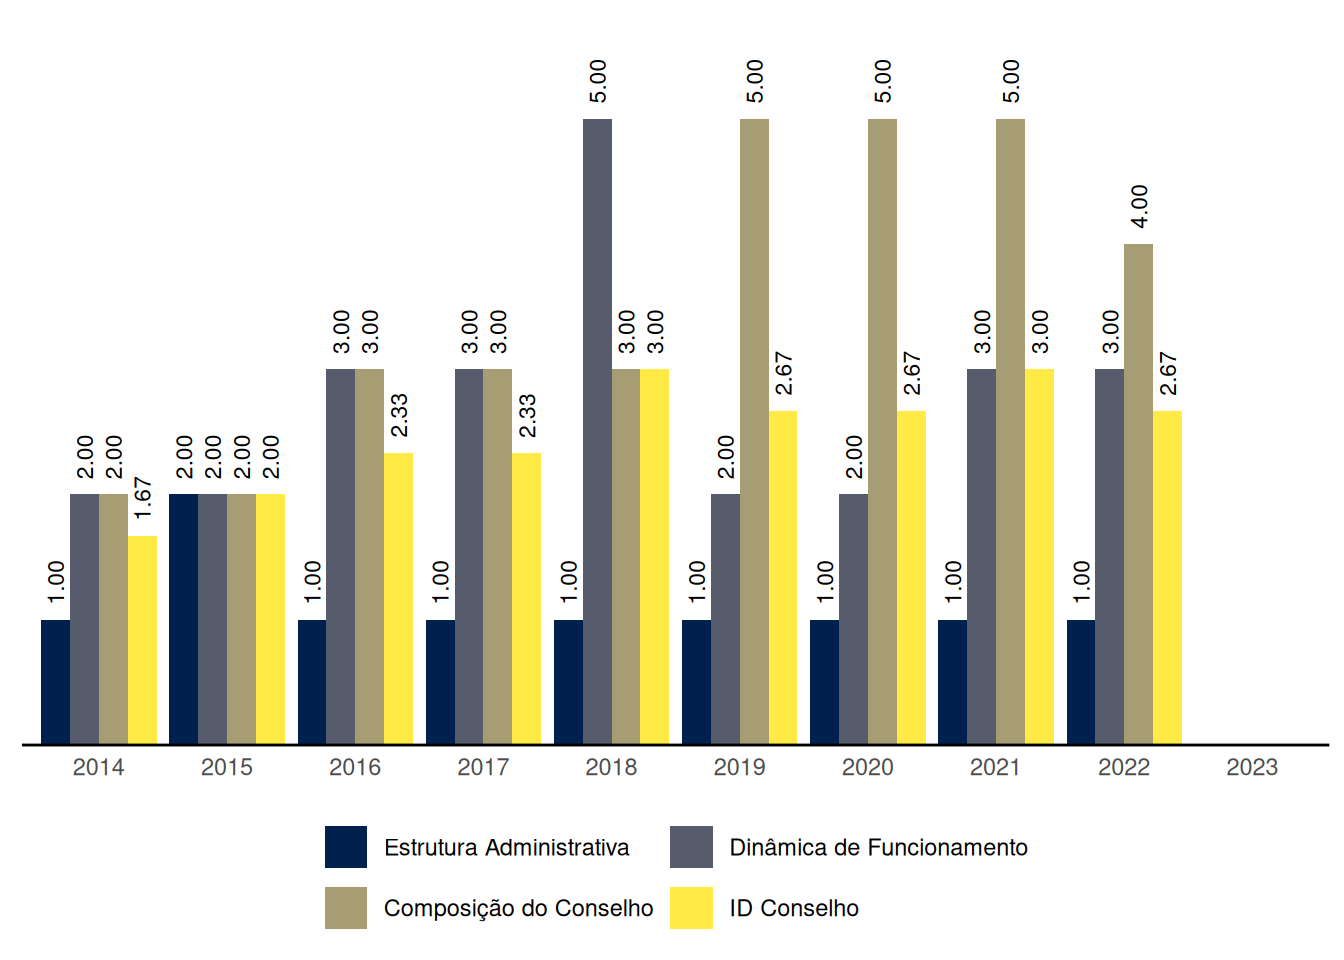 1.00 2.00 2.00 1.67 2.00 2.00 2.00 2.00 1.00 3.00 3.00 2.33 1.00 3.00 3.00 2.33 1.00 5.00 3.00 3.00 1.00 2.00 5.00 2.67 1.00 2.00 5.00 2.67 1.00 3.00 5.00 3.00 1.00 3.00 4.00 2.67
2014 2015 2016 2017 2018 2019 2020 2021 2022 2023
Estrutura Administrativa Dinâmica de Funcionamento
Composição do Conselho ID Conselho